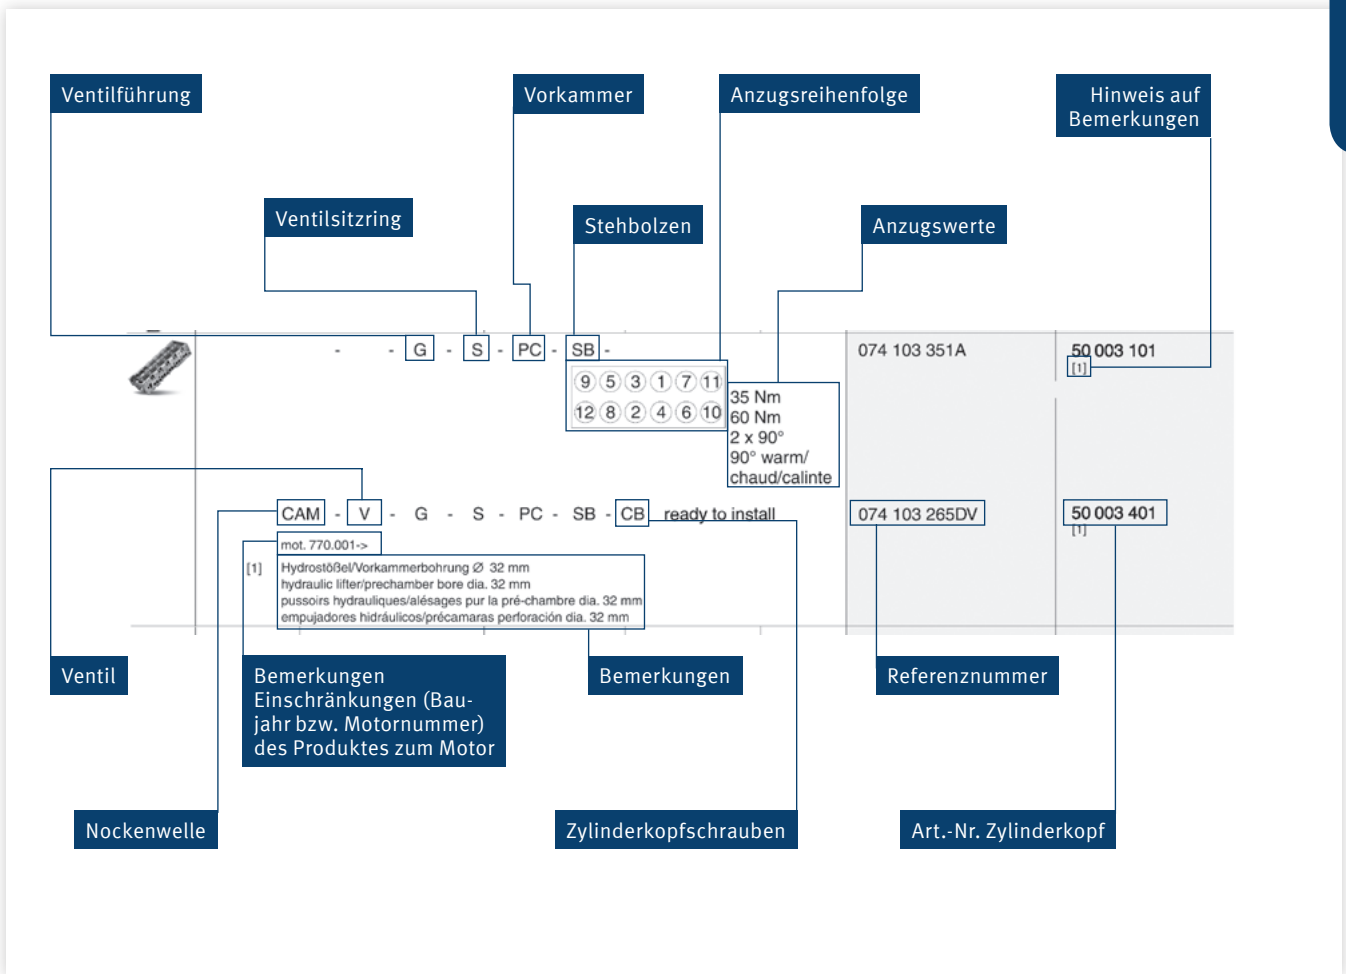 Ventilführung
Vorkammer
Anzugsreihenfolge
Hinweis auf
Bemerkungen
Ventilsitzring
Stehbolzen
Anzugswerte
- - G - S - PC - SB -
074 103 351A
50 003 101
[1]
9 5 3 1 7 11
12 8 2 4 6 10
35 Nm
60 Nm
2 x 90°
90° warm/
chaud/calinte
CAM - V - G - S - PC - SB - CB ready to install
074 103 265DV
50 003 401
[1]
mot. 770.001->
[1] Hydrostößel/Vorkammerbohrung Ø 32 mm
hydraulic lifter/prechamber bore dia. 32 mm
pussoirs hydrauliques/alésages pur la pré-chambre dia. 32 mm
empujadores hidráulicos/précamaras perforación dia. 32 mm
Ventil
Bemerkungen
Einschränkungen (Bau-
jahr bzw. Motornummer)
des Produktes zum Motor
Bemerkungen
Referenznummer
Nockenwelle
Zylinderkopfschrauben
Art.-Nr. Zylinderkopf